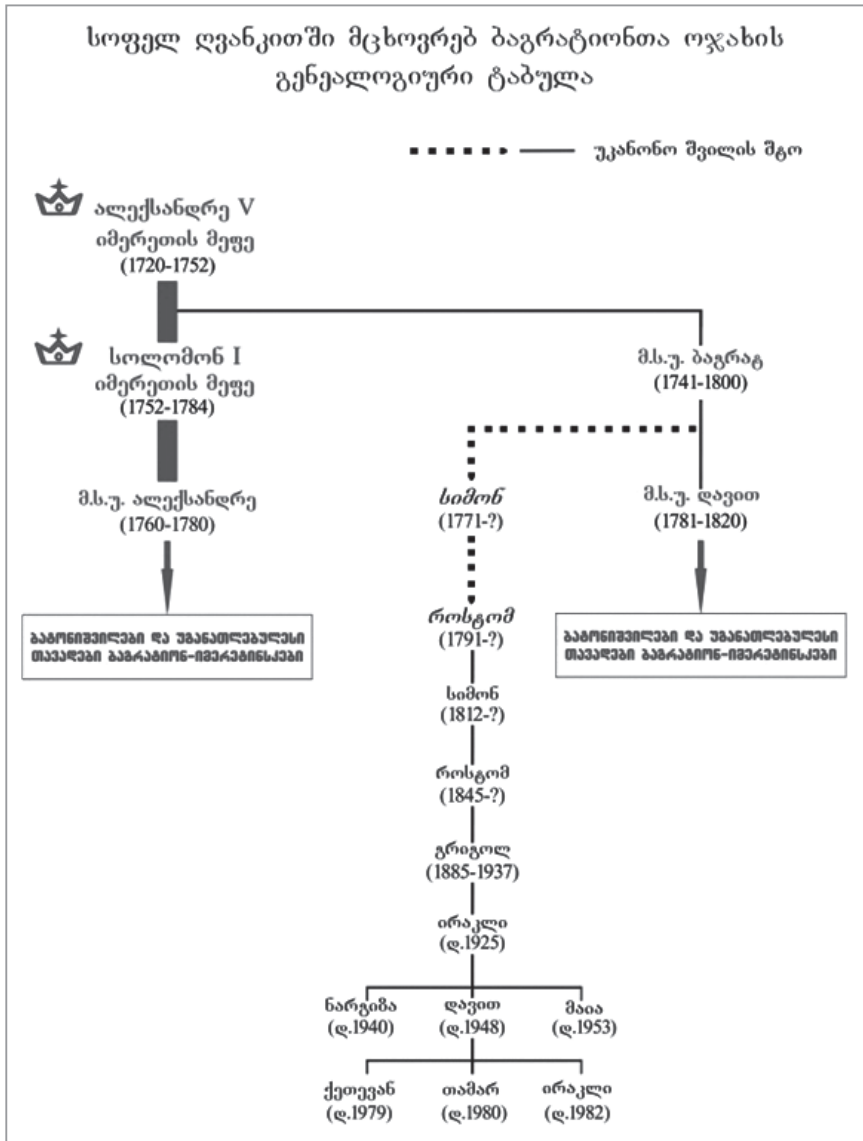 სოფელ ღვანკითში მცხოვრებ ბაგრატიონთა ოჯახის
გენეალოგიური ტაბულა
უკანონო შვილის შტო
ალექსანდრე V
იმერეთის მეფე
(1720-1752)
სოლომონ I
იმერეთის მეფე
(1752-1784)
მ.ს.უ. ბაგრატ
(1741-1800)
მ.ს.უ. ალექსანდრე
(1760-1780)
სიმონ
(1771-?)
მ.ს.უ. დავით
(1781-1820)
ბატონიშვილები და უგანათლებულესი
თავადები ბაგრატიონ-იმერეტინსკები
როსტომ
(1791-?)
ბატონიშვილები და უგანათლებულესი
თავადები ბაგრატიონ-იმერეტინსკები
სიმონ
(1812-?)
როსტომ
(1845-?)
გრიგოლ
(1885-1937)
ირაკლი
(დ.1925)
ნარგიზა
(დ.1940)
დავით
(დ.1948)
მაია
(დ.1953)
ქეთევან
(დ.1979)
თამარ
(დ.1980)
ირაკლი
(დ.1982)